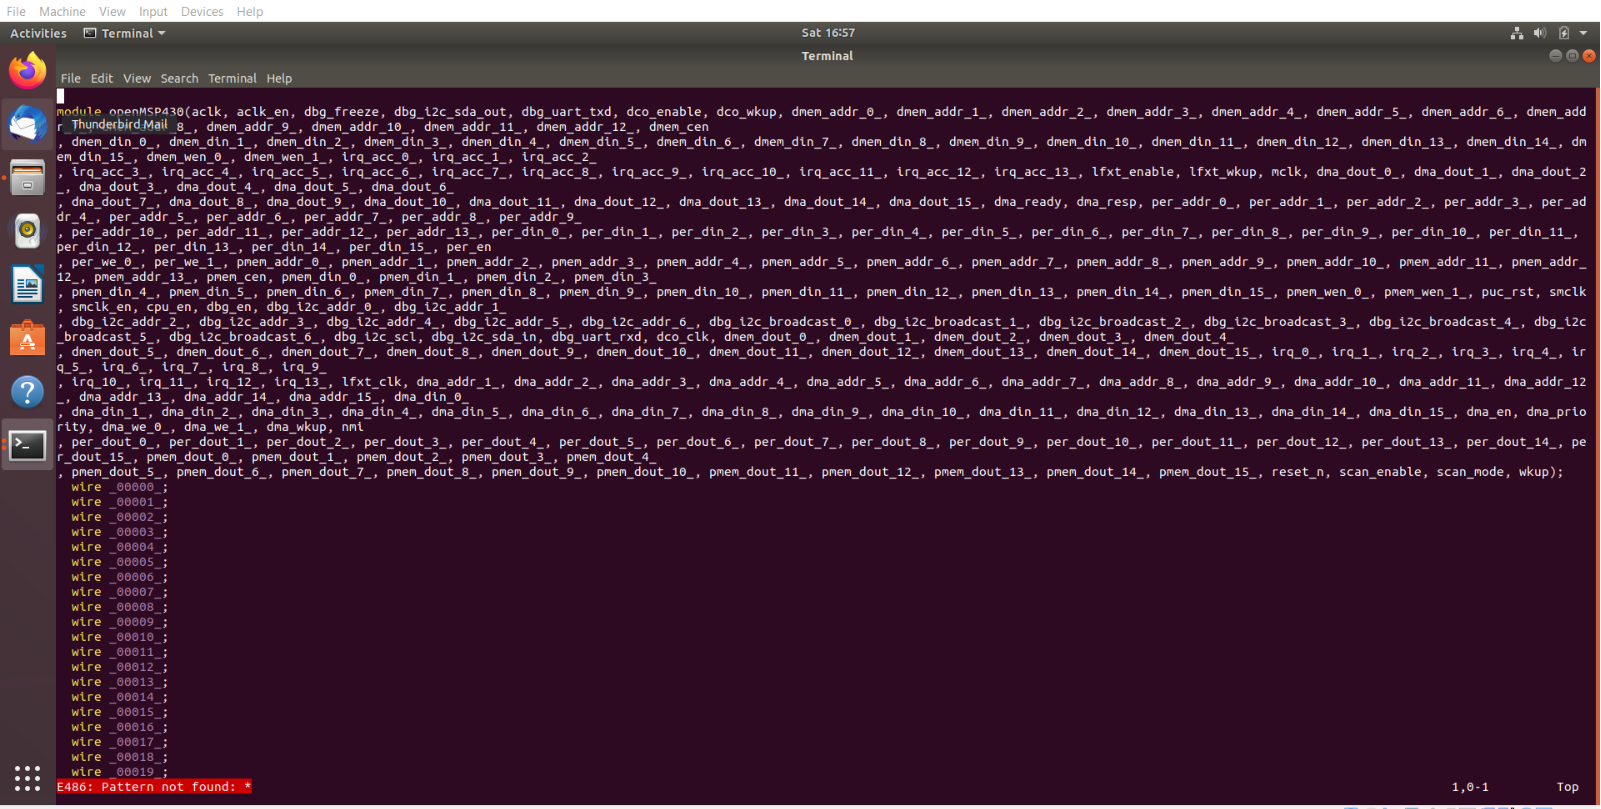 File Machine View Input Devices Help
Activities Terminal Sat 16:57
Terminal
File Edit View Search Terminal Help
module openMSP430(aclk, aclk_en, dbg_freeze, dbg_i2c_sda_out, dbg_uart_txd, dco_enable, dco_wkup, dmem_addr_0_, dmem_addr_1_, dmem_addr_2_, dmem_addr_3_, dmem_addr_4_, dmem_addr_5_, dmem_addr_6_, dmem_add
Thunderbird Mail 8_, dmem_addr_9_, dmem_addr_10_, dmem_addr_11_, dmem_addr_12_, dmem_cen
, dmem_din_0_, dmem_din_1_, dmem_din_2_, dmem_din_3_, dmem_din_4_, dmem_din_5_, dmem_din_6_, dmem_din_7_, dmem_din_8_, dmem_din_9_, dmem_din_10_, dmem_din_11_, dmem_din_12_, dmem_din_13_, dmem_din_14_, dm
em_din_15_, dmem_wen_0_, dmem_wen_1_, irq_acc_0_, irq_acc_1_, irq_acc_2_
, irq_acc_3_, irq_acc_4_, irq_acc_5_, irq_acc_6_, irq_acc_7_, irq_acc_8_, irq_acc_9_, irq_acc_10_, irq_acc_11_, irq_acc_12_, irq_acc_13_, lfxt_enable, lfxt_wkup, mclk, dma_dout_0_, dma_dout_1_, dma_dout_2
_, dma_dout_3_, dma_dout_4_, dma_dout_5_, dma_dout_6_
, dma_dout_7_, dma_dout_8_, dma_dout_9_, dma_dout_10_, dma_dout_11_, dma_dout_12_, dma_dout_13_, dma_dout_14_, dma_dout_15_, dma_ready, dma_resp, per_addr_0_, per_addr_1_, per_addr_2_, per_addr_3_, per_ad
dr_4_, per_addr_5_, per_addr_6_, per_addr_7_, per_addr_8_, per_addr_9_
, per_addr_10_, per_addr_11_, per_addr_12_, per_addr_13_, per_din_0_, per_din_1_, per_din_2_, per_din_3_, per_din_4_, per_din_5_, per_din_6_, per_din_7_, per_din_8_, per_din_9_, per_din_10_, per_din_11_,
per_din_12_, per_din_13_, per_din_14_, per_din_15_, per_en
, per_we_0_, per_we_1_, pmem_addr_0_, pmem_addr_1_, pmem_addr_2_, pmem_addr_3_, pmem_addr_4_, pmem_addr_5_, pmem_addr_6_, pmem_addr_7_, pmem_addr_8_, pmem_addr_9_, pmem_addr_10_, pmem_addr_11_, pmem_addr_
12_, pmem_addr_13_, pmem_cen, pmem_din_0_, pmem_din_1_, pmem_din_2_, pmem_din_3_
, pmem_din_4_, pmem_din_5_, pmem_din_6_, pmem_din_7_, pmem_din_8_, pmem_din_9_, pmem_din_10_, pmem_din_11_, pmem_din_12_, pmem_din_13_, pmem_din_14_, pmem_din_15_, pmem_wen_0_, pmem_wen_1_, puc_rst, smclk
, smclk_en, cpu_en, dbg_en, dbg_i2c_addr_0_, dbg_i2c_addr_1_
, dbg_i2c_addr_2_, dbg_i2c_addr_3_, dbg_i2c_addr_4_, dbg_i2c_addr_5_, dbg_i2c_addr_6_, dbg_i2c_broadcast_0_, dbg_i2c_broadcast_1_, dbg_i2c_broadcast_2_, dbg_i2c_broadcast_3_, dbg_i2c_broadcast_4_, dbg_i2c
_broadcast_5_, dbg_i2c_broadcast_6_, dbg_i2c_scl, dbg_i2c_sda_in, dbg_uart_rxd, dco_clk, dmem_dout_0_, dmem_dout_1_, dmem_dout_2_, dmem_dout_3_, dmem_dout_4_
, dmem_dout_5_, dmem_dout_6_, dmem_dout_7_, dmem_dout_8_, dmem_dout_9_, dmem_dout_10_, dmem_dout_11_, dmem_dout_12_, dmem_dout_13_, dmem_dout_14_, dmem_dout_15_, irq_0_, irq_1_, irq_2_, irq_3_, irq_4_, ir
q_5_, irq_6_, irq_7_, irq_8_, irq_9_
, irq_10_, irq_11_, irq_12_, irq_13_, lfxt_clk, dma_addr_1_, dma_addr_2_, dma_addr_3_, dma_addr_4_, dma_addr_5_, dma_addr_6_, dma_addr_7_, dma_addr_8_, dma_addr_9_, dma_addr_10_, dma_addr_11_, dma_addr_12
_, dma_addr_13_, dma_addr_14_, dma_addr_15_, dma_din_0_
, dma_din_1_, dma_din_2_, dma_din_3_, dma_din_4_, dma_din_5_, dma_din_6_, dma_din_7_, dma_din_8_, dma_din_9_, dma_din_10_, dma_din_11_, dma_din_12_, dma_din_13_, dma_din_14_, dma_din_15_, dma_en, dma_prio
rity, dma_we_0_, dma_we_1_, dma_wkup, nmi
, per_dout_0_, per_dout_1_, per_dout_2_, per_dout_3_, per_dout_4_, per_dout_5_, per_dout_6_, per_dout_7_, per_dout_8_, per_dout_9_, per_dout_10_, per_dout_11_, per_dout_12_, per_dout_13_, per_dout_14_, pe
r_dout_15_, pmem_dout_0_, pmem_dout_1_, pmem_dout_2_, pmem_dout_3_, pmem_dout_4_
, pmem_dout_5_, pmem_dout_6_, pmem_dout_7_, pmem_dout_8_, pmem_dout_9_, pmem_dout_10_, pmem_dout_11_, pmem_dout_12_, pmem_dout_13_, pmem_dout_14_, pmem_dout_15_, reset_n, scan_enable, scan_mode, wkup);
wire _00000_;
wire _00001_;
wire _00002_;
wire _00003_;
wire _00004_;
wire _00005_;
wire _00006_;
wire _00007_;
wire _00008_;
wire _00009_;
wire _00010_;
wire _00011_;
wire _00012_;
wire _00013_;
wire _00014_;
wire _00015_;
wire _00016_;
wire _00017_;
wire _00018_;
wire _00019_;
E486: Pattern not found: * 1,0-1 Top